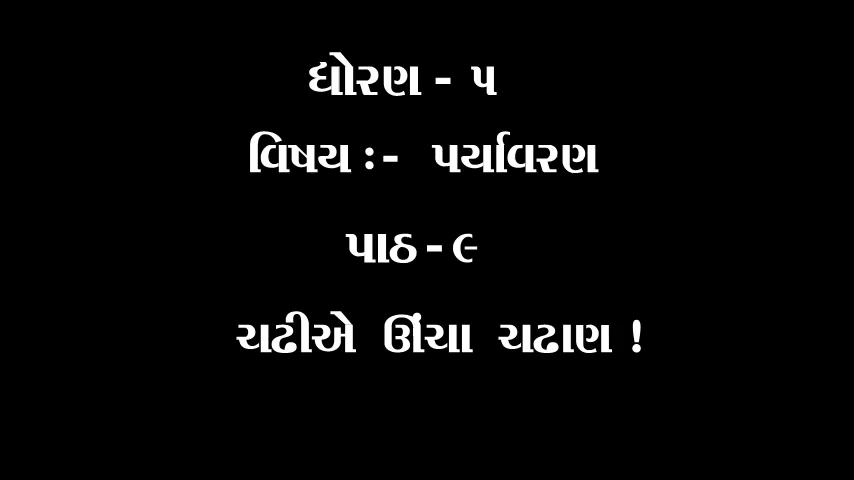 ધોરણ - ૫
વિષય :- પર્યાવરણ
પાઠ - ૯
ચઢીએ ઊંચા ચઢાણ !